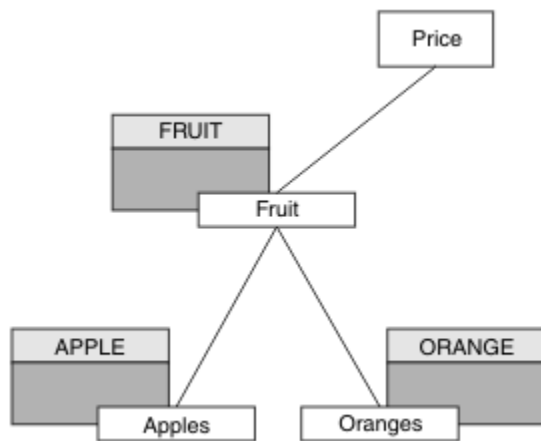 Price
FRUIT
Fruit
APPLE
ORANGE
Apples
Oranges